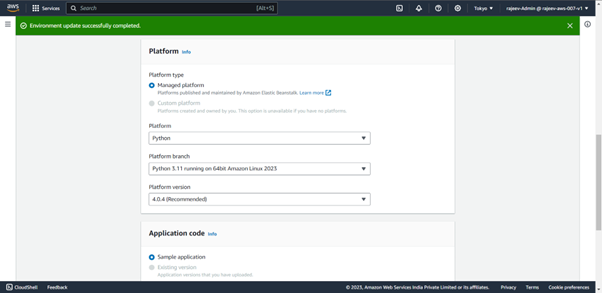 aws Services Search [Alt+S] Tokyo ▼ rajeev-Admin @ rajeev-aws-007-v1 ▼
Environment update successfully completed.
Platform Info
Platform type
Managed platform
Platforms published and maintained by Amazon Elastic Beanstalk. Learn more
Custom platform
Platforms created and owned by you. This option is unavailable if you have no platforms.
Platform
Python
Platform branch
Python 3.11 running on 64bit Amazon Linux 2023
Platform version
4.0.4 (Recommended)
Application code Info
Sample application
Existing version
Application versions that you have uploaded
CloudShell Feedback © 2023, Amazon Web Services India Private Limited or its affiliates. Privacy Terms Cookie preferences